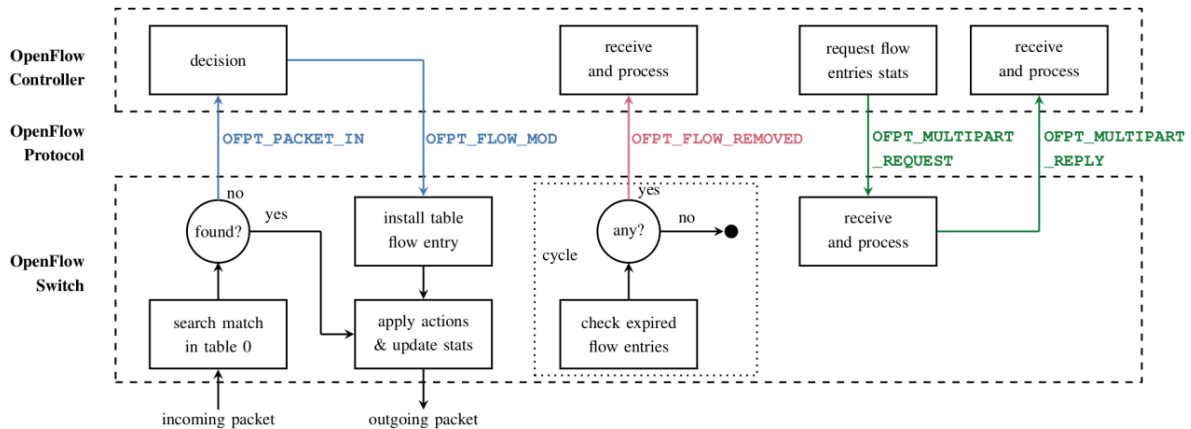 OpenFlow
Controller
decision
receive
and process
request flow
entries stats
receive
and process
OpenFlow
Protocol
OFPT_PACKET_IN
OFPT_FLOW_MOD
OFPT_FLOW_REMOVED
OFPT_MULTIPART
_REQUEST
OFPT_MULTIPART
_REPLY
OpenFlow
Switch
no
found?
yes
install table
flow entry
yes
any?
no
cycle
receive
and process
search match
in table 0
apply actions
& update stats
check expired
flow entries
incoming packet
outgoing packet